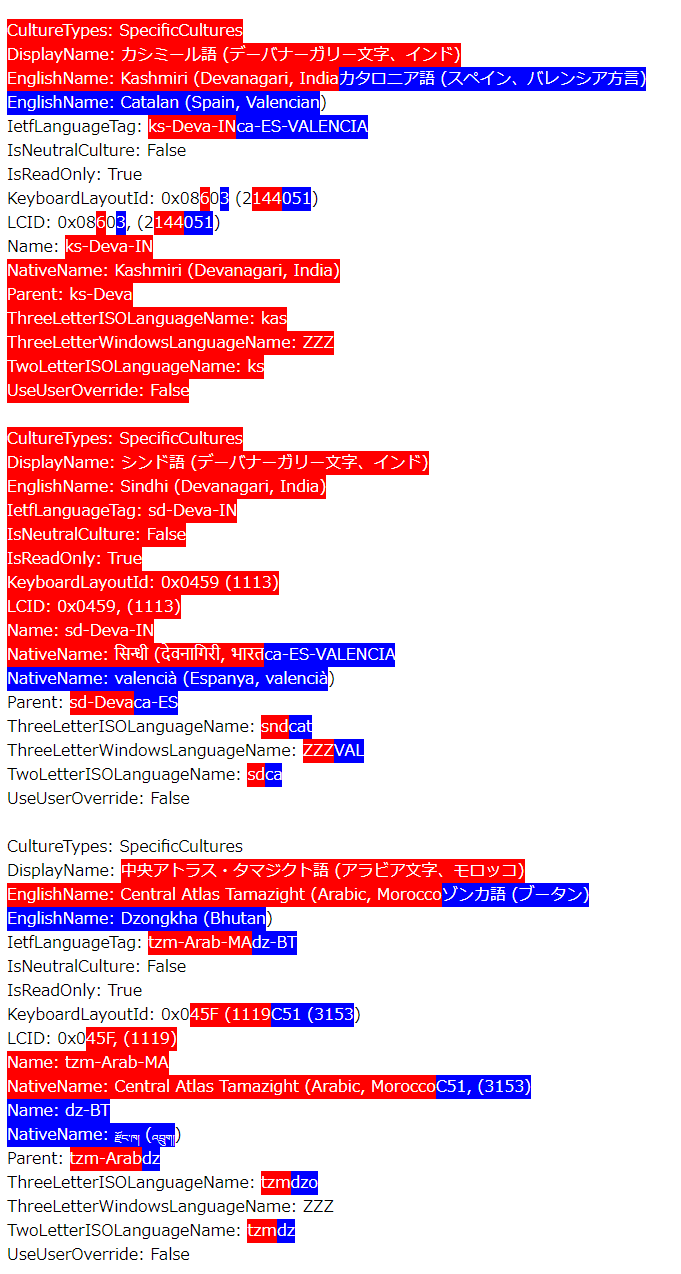 CultureTypes: SpecificCultures
DisplayName: カシミール語 (デーバナーガリー文字、インド)
EnglishName: Kashmiri (Devanagari, Indiaカタロニア語 (スペイン、バレンシア方言)
EnglishName: Catalan (Spain, Valencian)
IetfLanguageTag: ks-Deva-INca-ES-VALENCIA
IsNeutralCulture: False
IsReadOnly: True
KeyboardLayoutId: 0x08603 (2144051)
LCID: 0x08603, (2144051)
Name: ks-Deva-IN
NativeName: Kashmiri (Devanagari, India)
Parent: ks-Deva
ThreeLetterISOLanguageName: kas
ThreeLetterWindowsLanguageName: ZZZ
TwoLetterISOLanguageName: ks
UseUserOverride: False
CultureTypes: SpecificCultures
DisplayName: シンド語 (デーバナーガリー文字、インド)
EnglishName: Sindhi (Devanagari, India)
IetfLanguageTag: sd-Deva-IN
IsNeutralCulture: False
IsReadOnly: True
KeyboardLayoutId: 0x0459 (1113)
LCID: 0x0459, (1113)
Name: sd-Deva-IN
NativeName: सिन्धी (देवनागिरी, भारतca-ES-VALENCIA
NativeName: valencià (Espanya, valencià)
Parent: sd-Devaca-ES
ThreeLetterISOLanguageName: sndcat
ThreeLetterWindowsLanguageName: ZZZVAL
TwoLetterISOLanguageName: sdca
UseUserOverride: False
CultureTypes: SpecificCultures
DisplayName: 中央アトラス・タマジクト語 (アラビア文字、モロッコ)
EnglishName: Central Atlas Tamazight (Arabic, Moroccoゾンカ語 (ブータン)
EnglishName: Dzongkha (Bhutan)
IetfLanguageTag: tzm-Arab-MAdz-BT
IsNeutralCulture: False
IsReadOnly: True
KeyboardLayoutId: 0x045F (1119C51 (3153)
LCID: 0x045F, (1119)
Name: tzm-Arab-MA
NativeName: Central Atlas Tamazight (Arabic, MoroccoC51, (3153)
Name: dz-BT
NativeName: རྫོང་ཁ། (འབྲུག།)
Parent: tzm-Arabdz
ThreeLetterISOLanguageName: tzmdzo
ThreeLetterWindowsLanguageName: ZZZ
TwoLetterISOLanguageName: tzmdz
UseUserOverride: False